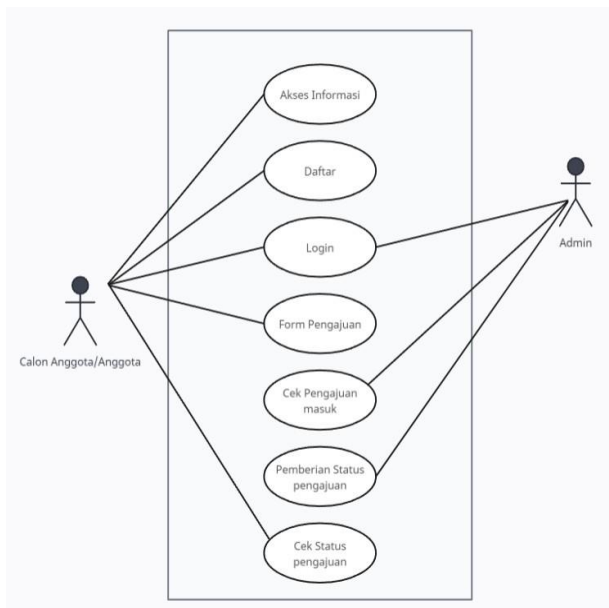 Akses Informasi
Daftar
Login
Admin
Form Pengajuan
Calon Anggota/Anggota
Cek Pengajuan
masuk
Pemberian Status
pengajuan
Cek Status
pengajuan